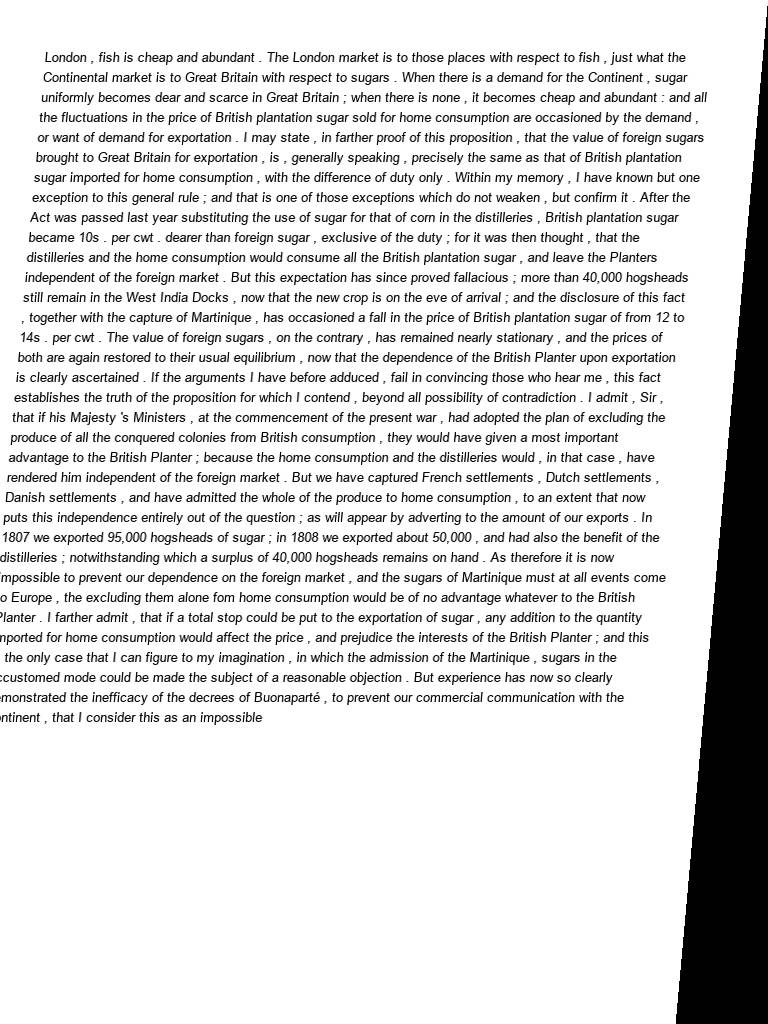 London , fish is cheap and abundant . The London market is to those places with respect to fish , just what the
Continental market is to Great Britain with respect to sugars . When there is a demand for the Continent , sugar
uniformly becomes dear and scarce in Great Britain ; when there is none , it becomes cheap and abundant : and all
the fluctuations in the price of British plantation sugar sold for home consumption are occasioned by the demand ,
or want of demand for exportation . I may state , in farther proof of this proposition , that the value of foreign sugars
brought to Great Britain for exportation , is , generally speaking , precisely the same as that of British plantation
sugar imported for home consumption , with the difference of duty only . Within my memory , I have known but one
exception to this general rule ; and that is one of those exceptions which do not weaken , but confirm it . After the
Act was passed last year substituting the use of sugar for that of corn in the distilleries , British plantation sugar
became 10s . per cwt . dearer than foreign sugar , exclusive of the duty ; for it was then thought , that the
distilleries and the home consumption would consume all the British plantation sugar , and leave the Planters
independent of the foreign market . But this expectation has since proved fallacious ; more than 40,000 hogsheads
still remain in the West India Docks , now that the new crop is on the eve of arrival ; and the disclosure of this fact
, together with the capture of Martinique , has occasioned a fall in the price of British plantation sugar of from 12 to
14s . per cwt . The value of foreign sugars , on the contrary , has remained nearly stationary , and the prices of
both are again restored to their usual equilibrium , now that the dependence of the British Planter upon exportation
is clearly ascertained . If the arguments I have before adduced , fail in convincing those who hear me , this fact
establishes the truth of the proposition for which I contend , beyond all possibility of contradiction . I admit , Sir ,
that if his Majesty 's Ministers , at the commencement of the present war , had adopted the plan of excluding the
produce of all the conquered colonies from British consumption , they would have given a most important
advantage to the British Planter ; because the home consumption and the distilleries would , in that case , have
rendered him independent of the foreign market . But we have captured French settlements , Dutch settlements ,
Danish settlements , and have admitted the whole of the produce to home consumption , to an extent that now
puts this independence entirely out of the question ; as will appear by adverting to the amount of our exports . In
1807 we exported 95,000 hogsheads of sugar ; in 1808 we exported about 50,000 , and had also the benefit of the
distilleries ; notwithstanding which a surplus of 40,000 hogsheads remains on hand . As therefore it is now
impossible to prevent our dependence on the foreign market , and the sugars of Martinique must at all events come
o Europe , the excluding them alone fom home consumption would be of no advantage whatever to the British
Planter . I farther admit , that if a total stop could be put to the exportation of sugar , any addition to the quantity
mported for home consumption would affect the price , and prejudice the interests of the British Planter ; and this
the only case that I can figure to my imagination , in which the admission of the Martinique , sugars in the
ccustomed mode could be made the subject of a reasonable objection . But experience has now so clearly
emonstrated the inefficacy of the decrees of Buonaparté , to prevent our commercial communication with the
ontinent , that I consider this as an impossible